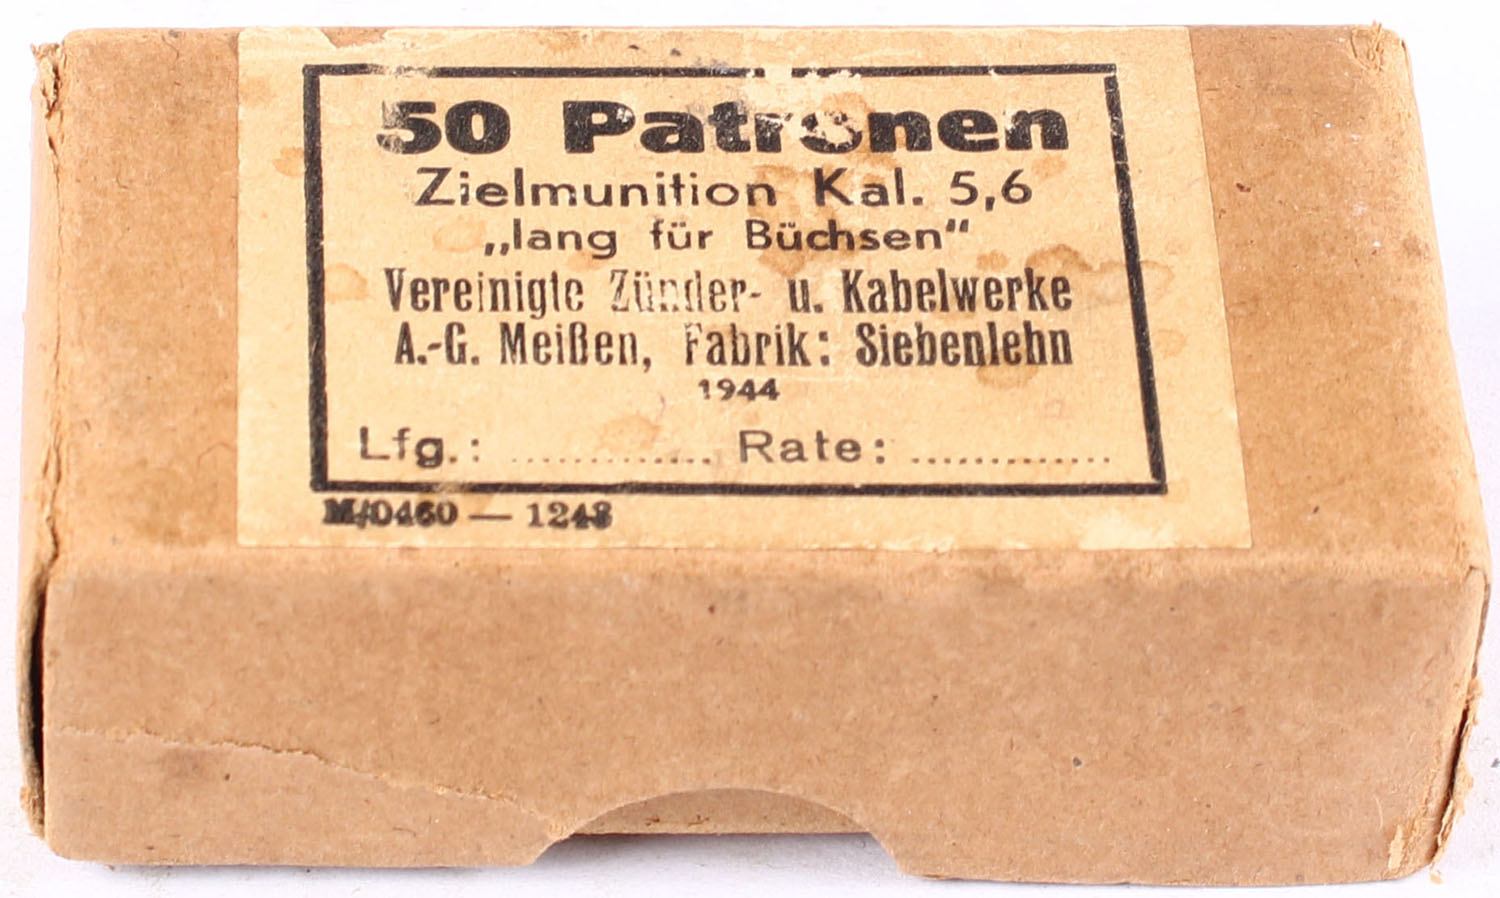 50 Patronen
Zielmunition Kal. 5,6
„lang für Büchsen"
Vereinigte Zünder- u. Kabelwerke
A.-G. Meißen, Fabrik: Siebenlehn
1944
Lfg.: ............. Rate: .............
M/0460 — 1248